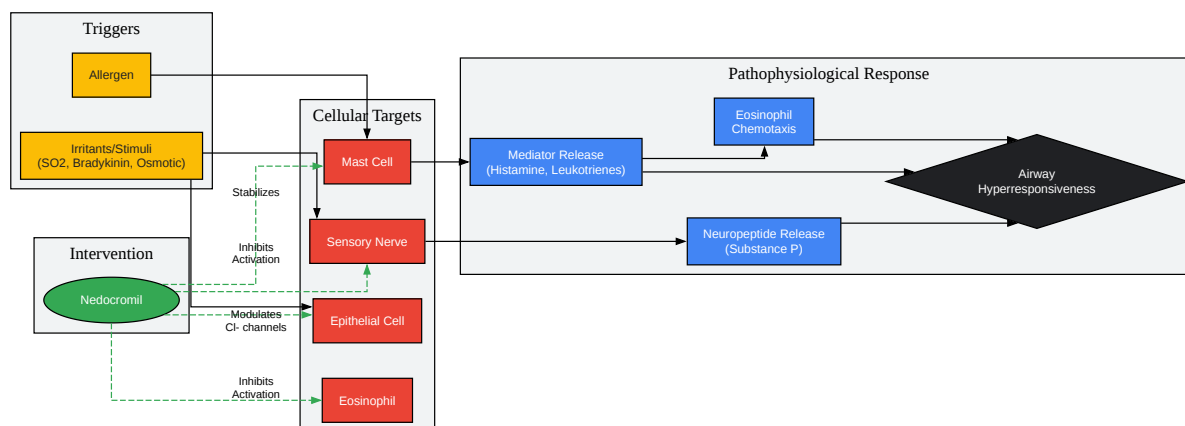 Triggers
Allergen
Irritants/Stimuli
(SO2, Bradykinin, Osmotic)
Intervention
Nedocromil
Stabilizes
Inhibits
Activation
Modulates
Cl- channels
Inhibits
Activation
Cellular Targets
Mast Cell
Sensory Nerve
Epithelial Cell
Eosinophil
Pathophysiological Response
Mediator Release
(Histamine, Leukotrienes)
Eosinophil
Chemotaxis
Neuropeptide Release
(Substance P)
Airway
Hyperresponsiveness